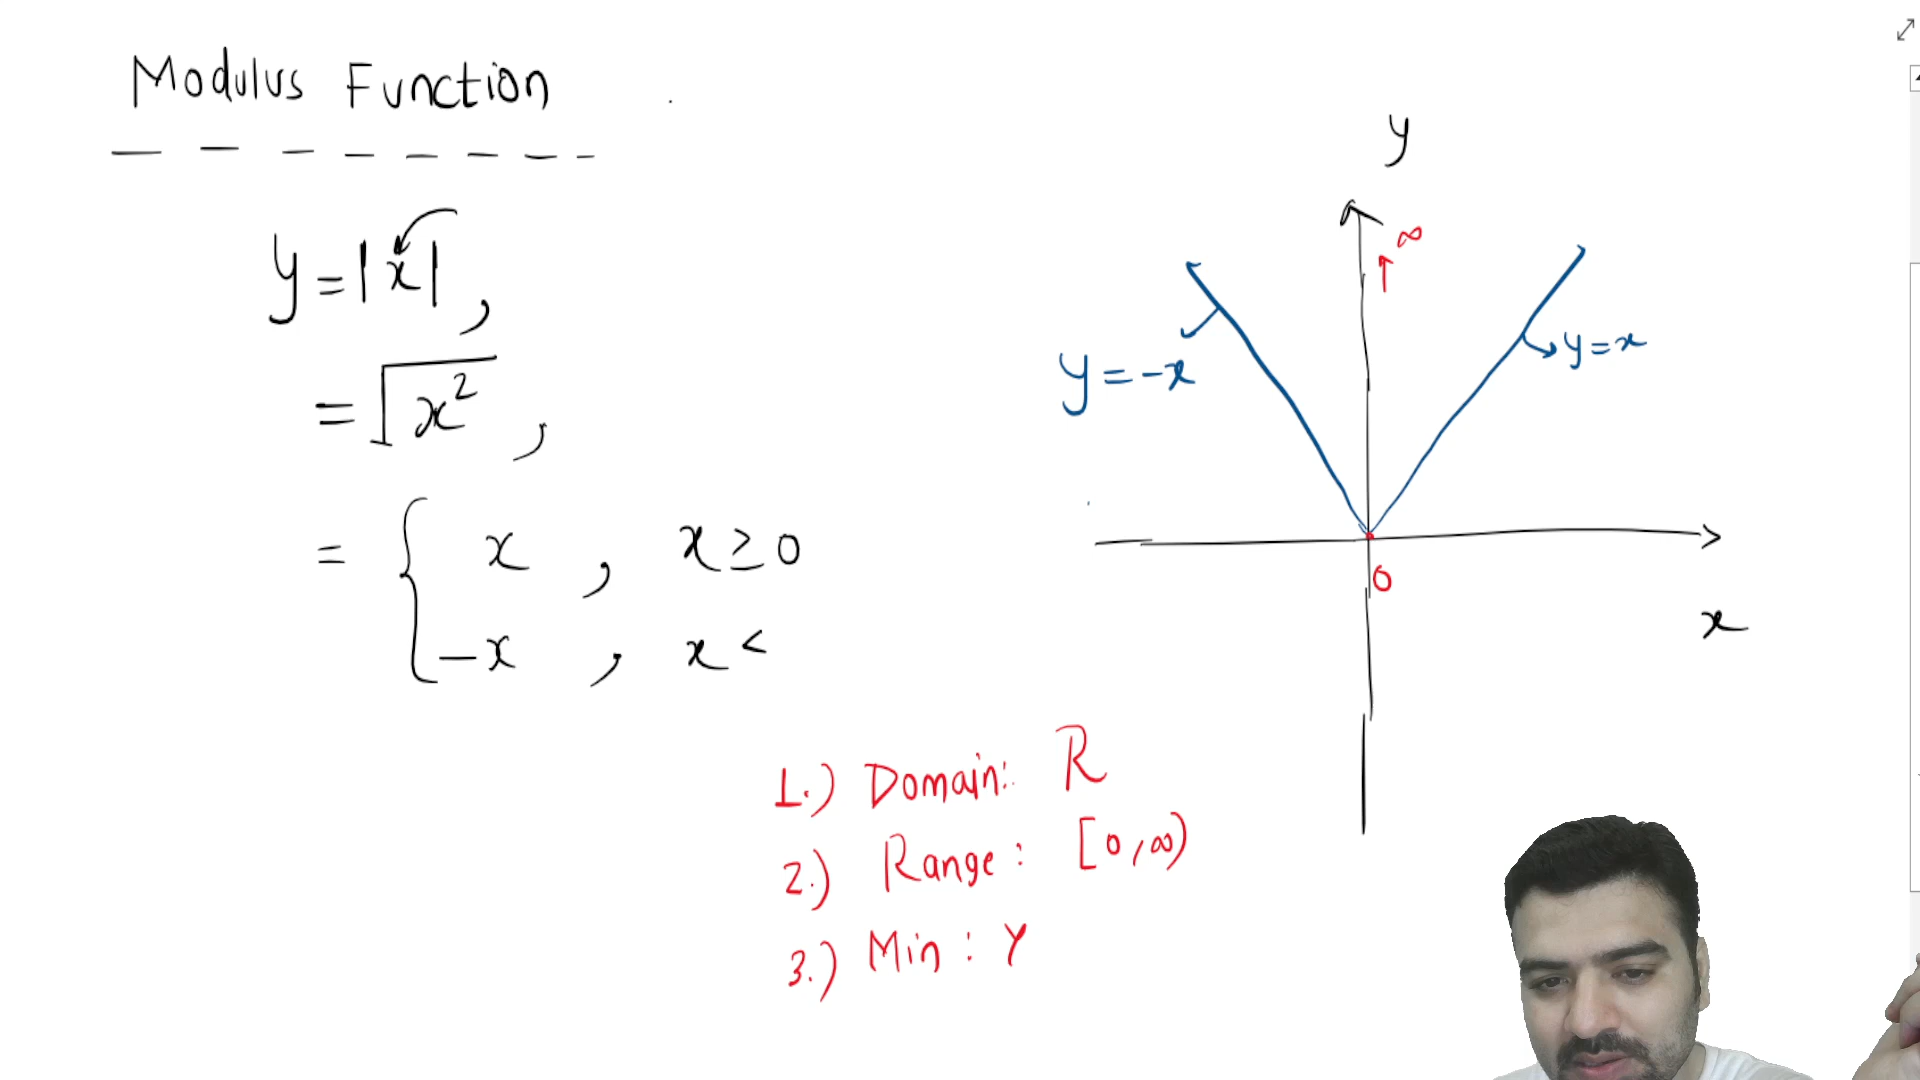 Modulus Function
y = |x| ,
= √x² ,
= { x , x ≥ 0
-x , x <
y
∞
y = -x
y = x
0
x
1.) Domain: R
2.) Range : [0,∞)
3.) Min : y